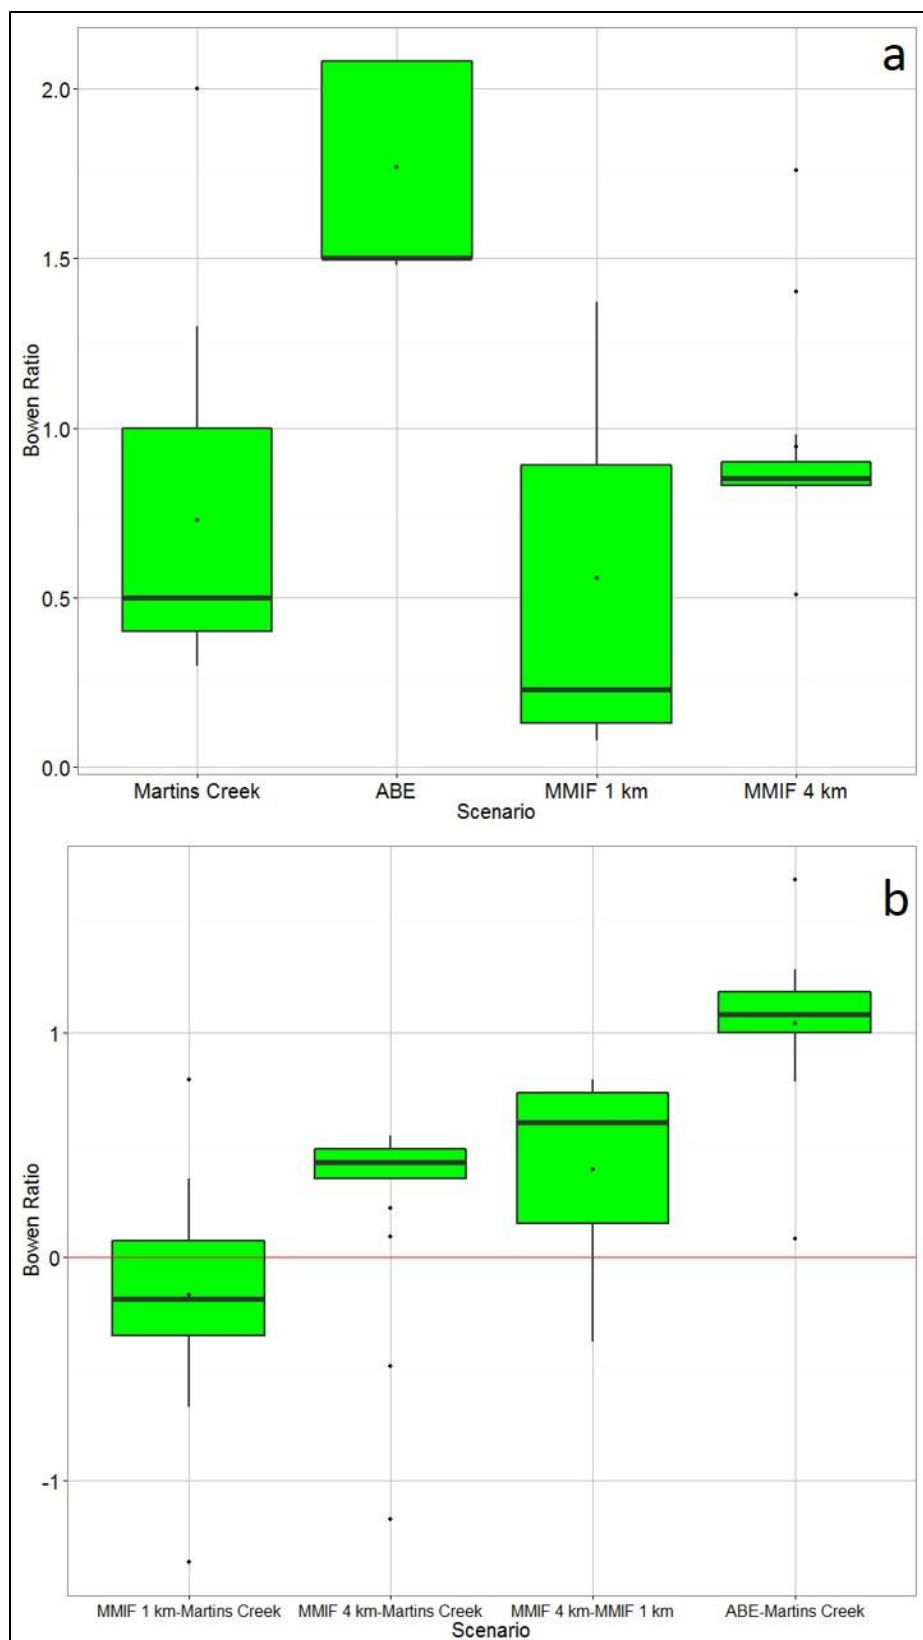 a
2.0
1.5
1.0
0.5
0.0
Bowen Ratio
Martins Creek ABE MMIF 1 km MMIF 4 km
Scenario
b
1
0
-1
Bowen Ratio
MMIF 1 km-Martins Creek MMIF 4 km-Martins Creek MMIF 4 km-MMIF 1 km ABE-Martins Creek
Scenario